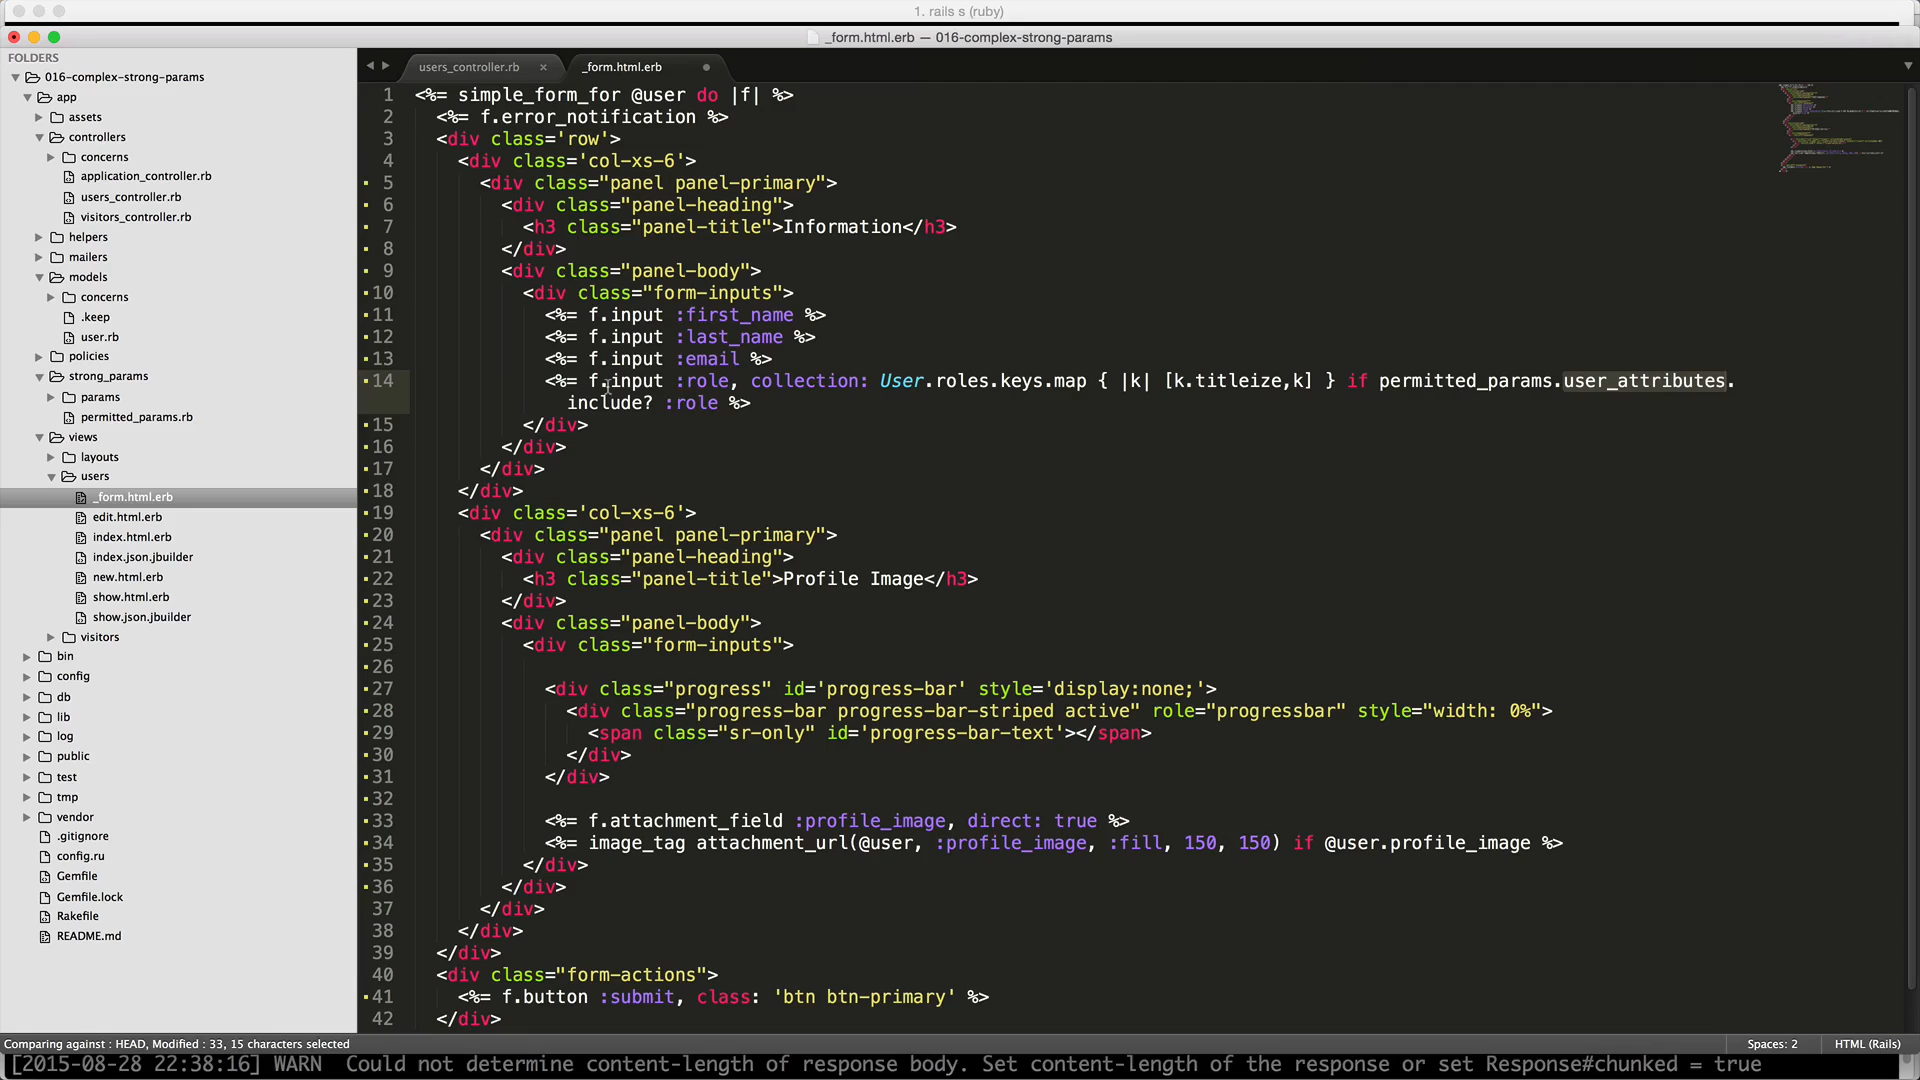 1. rails s (ruby)
_form.html.erb — 016-complex-strong-params
FOLDERS
016-complex-strong-params
app
assets
controllers
concerns
application_controller.rb
users_controller.rb
visitors_controller.rb
helpers
mailers
models
concerns
.keep
user.rb
policies
strong_params
params
permitted_params.rb
views
layouts
users
_form.html.erb
edit.html.erb
index.html.erb
index.json.jbuilder
new.html.erb
show.html.erb
show.json.jbuilder
visitors
bin
config
db
lib
log
public
test
tmp
vendor
.gitignore
config.ru
Gemfile
Gemfile.lock
Rakefile
README.md
users_controller.rb × _form.html.erb
1 <%= simple_form_for @user do |f| %>
2 <%= f.error_notification %>
3 <div class='row'>
4 <div class='col-xs-6'>
5 <div class="panel panel-primary">
6 <div class="panel-heading">
7 <h3 class="panel-title">Information</h3>
8 </div>
9 <div class="panel-body">
10 <div class="form-inputs">
11 <%= f.input :first_name %>
12 <%= f.input :last_name %>
13 <%= f.input :email %>
14 <%= f.input :role, collection: User.roles.keys.map { |k| [k.titleize,k] } if permitted_params.user_attributes.
include? :role %>
15 </div>
16 </div>
17 </div>
18 </div>
19 <div class='col-xs-6'>
20 <div class="panel panel-primary">
21 <div class="panel-heading">
22 <h3 class="panel-title">Profile Image</h3>
23 </div>
24 <div class="panel-body">
25 <div class="form-inputs">
26
27 <div class="progress" id='progress-bar' style='display:none;'>
28 <div class="progress-bar progress-bar-striped active" role="progressbar" style="width: 0%">
29 <span class="sr-only" id='progress-bar-text'></span>
30 </div>
31 </div>
32
33 <%= f.attachment_field :profile_image, direct: true %>
34 <%= image_tag attachment_url(@user, :profile_image, :fill, 150, 150) if @user.profile_image %>
35 </div>
36 </div>
37 </div>
38 </div>
39 </div>
40 <div class="form-actions">
41 <%= f.button :submit, class: 'btn btn-primary' %>
42 </div>
Comparing against : HEAD, Modified : 33, 15 characters selected
Spaces: 2
HTML (Rails)
[2015-08-28 22:38:16] WARN Could not determine content-length of response body. Set content-length of the response or set Response#chunked = true